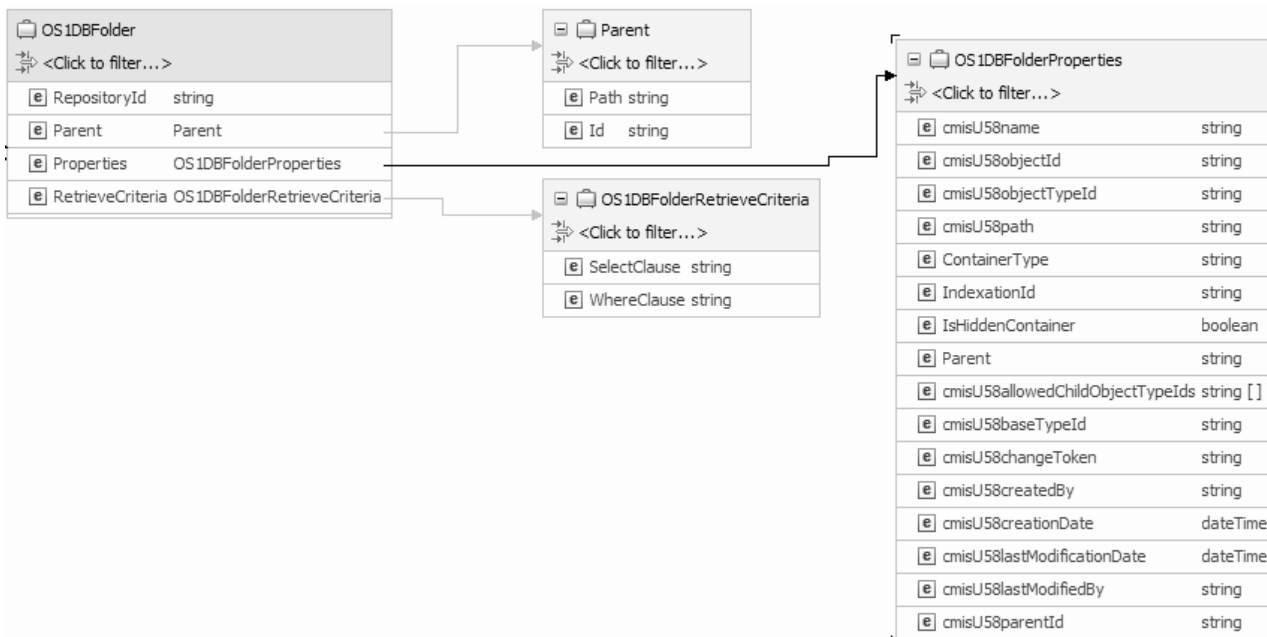 OS1DBFolder
<Click to filter...>
RepositoryId string
Parent Parent
Properties OS1DBFolderProperties
RetrieveCriteria OS1DBFolderRetrieveCriteria
Parent
<Click to filter...>
Path string
Id string
OS1DBFolderRetrieveCriteria
<Click to filter...>
SelectClause string
WhereClause string
OS1DBFolderProperties
<Click to filter...>
cmisU58name string
cmisU58objectId string
cmisU58objectTypeId string
cmisU58path string
ContainerType string
IndexationId string
IsHiddenContainer boolean
Parent string
cmisU58allowedChildObjectTypeIds string [ ]
cmisU58baseTypeId string
cmisU58changeToken string
cmisU58createdBy string
cmisU58creationDate dateTime
cmisU58lastModificationDate dateTime
cmisU58lastModifiedBy string
cmisU58parentId string